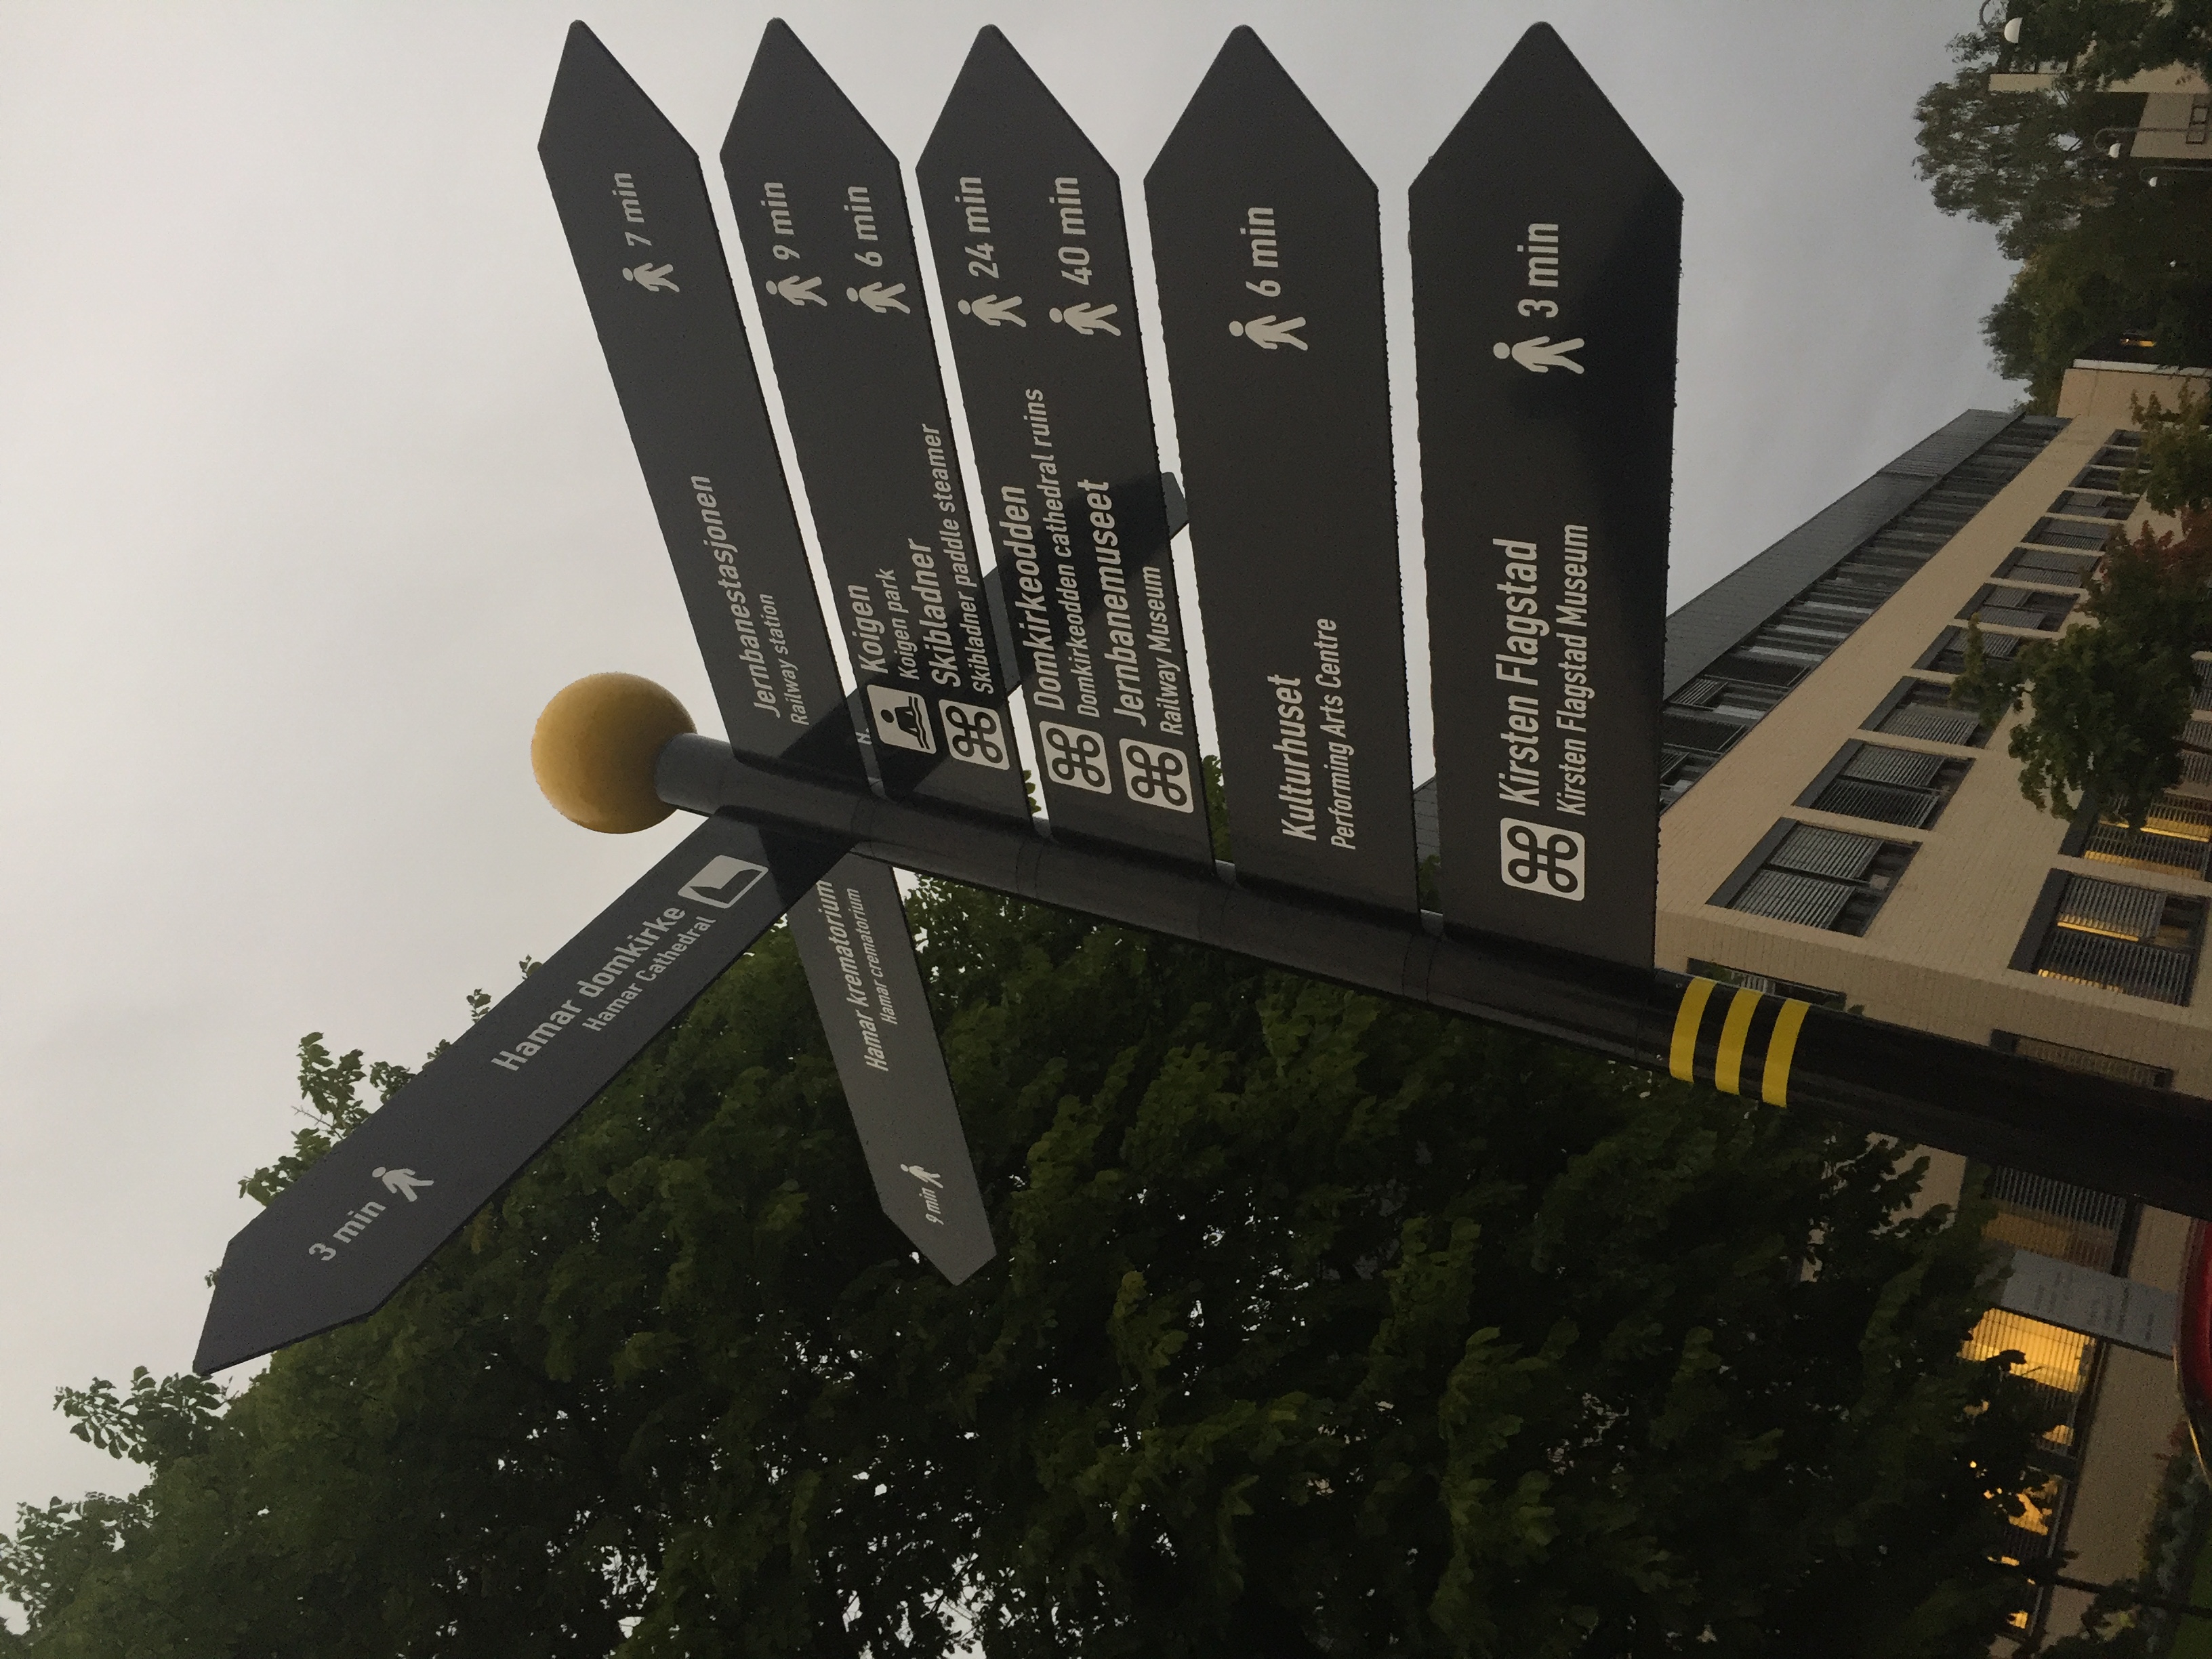 3 min
Hamar domkirke
Hamar Cathedral
Hamar krematorium
Hamar crematorium
9 min
Jernbanestasjonen
Railway station
7 min
Koigen
Koigen park
9 min
Skibladner
Skibladner paddle steamer
6 min
Domkirkeodden
Domkirkeodden cathedral ruins
24 min
Jernbanemuseet
Railway Museum
40 min
Kulturhuset
Performing Arts Centre
6 min
Kirsten Flagstad
Kirsten Flagstad Museum
3 min